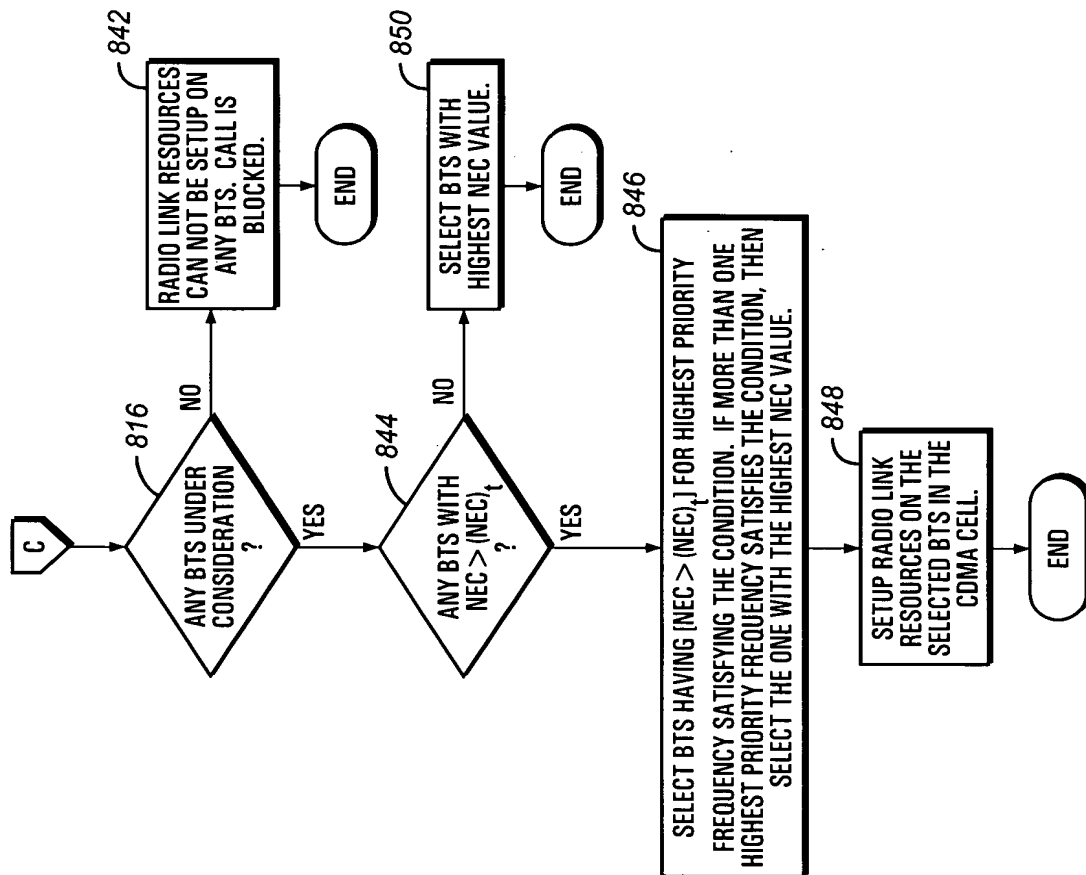 C
816
ANY BTS UNDER
CONSIDERATION
?
NO
842
RADIO LINK RESOURCES
CAN NOT BE SETUP ON
ANY BTS. CALL IS
BLOCKED.
END
YES
844
ANY BTS WITH
NEC > (NEC)t
?
NO
850
SELECT BTS WITH
HIGHEST NEC VALUE.
END
YES
846
SELECT BTS HAVING [NEC > (NEC)t] FOR HIGHEST PRIORITY
FREQUENCY SATISFYING THE CONDITION. IF MORE THAN ONE
HIGHEST PRIORITY FREQUENCY SATISFIES THE CONDITION, THEN
SELECT THE ONE WITH THE HIGHEST NEC VALUE.
848
SETUP RADIO LINK
RESOURCES ON THE
SELECTED BTS IN THE
CDMA CELL.
END